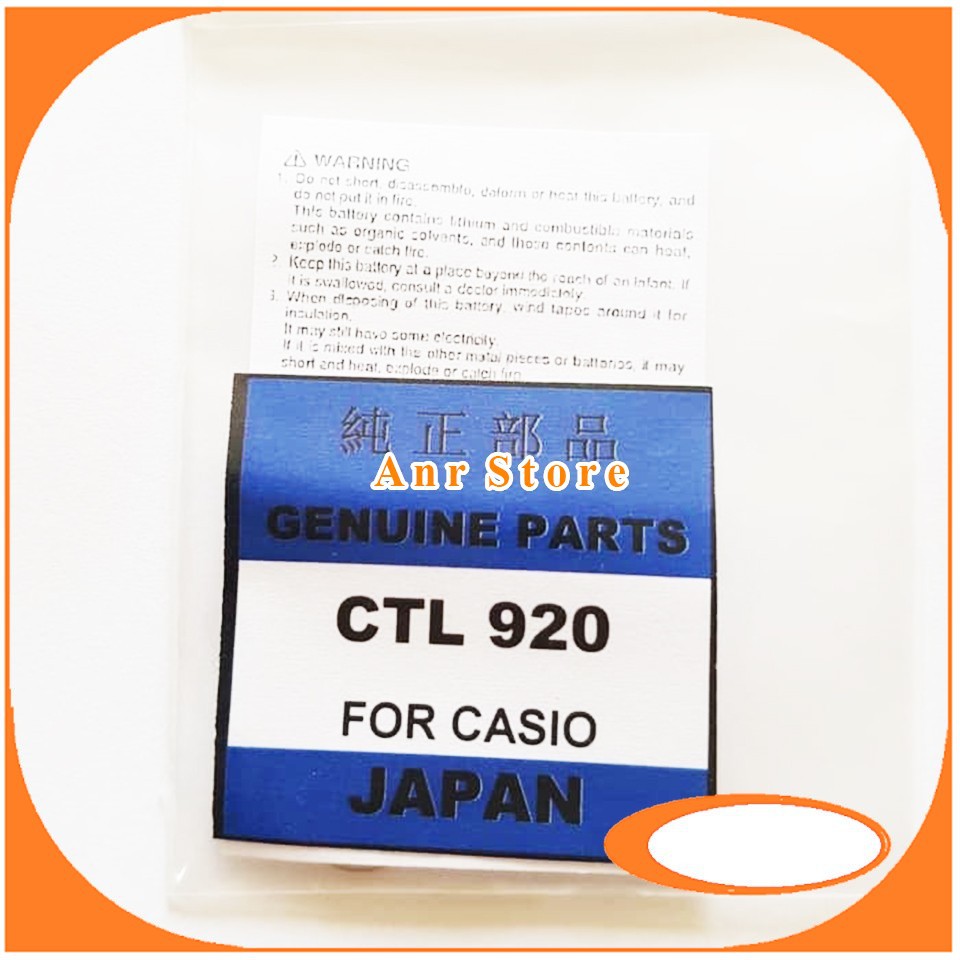 ⚠ WARNING
1. Do not short, disassemble, deform or heat this battery, and
do not put it in fire.
This battery contains lithium and combustible materials
such as organic solvents, and those contents can heat,
explode or catch fire.
2. Keep this battery at a place beyond the reach of an infant. If
it is swallowed, consult a doctor immediately.
3. When disposing of this battery, wind tapes around it for
insulation.
It may still have some electricity.
If it is mixed with the other metal pieces or batteries, it may
short and heat, explode or catch fire.
純正部品
Anr Store
GENUINE PARTS
CTL 920
FOR CASIO
JAPAN